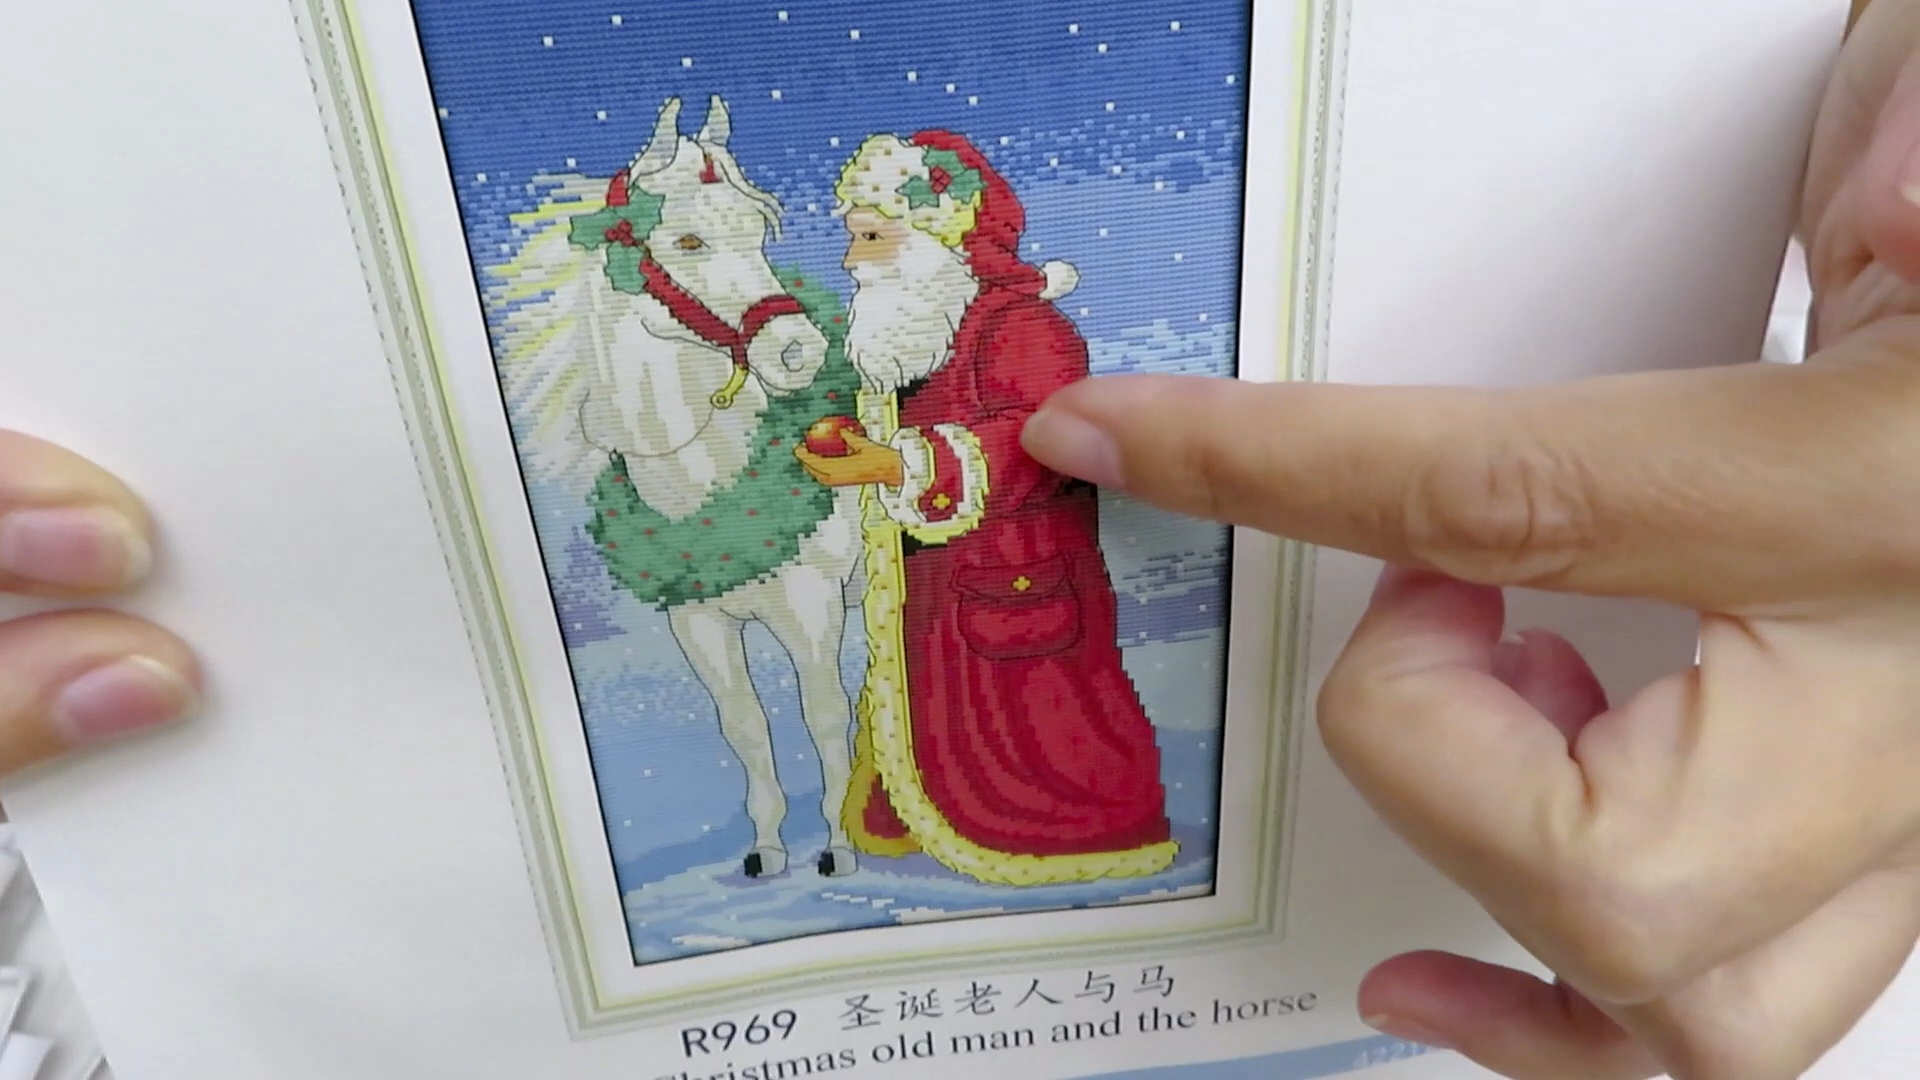 R969 圣诞老人与马
Christmas old man and the horse